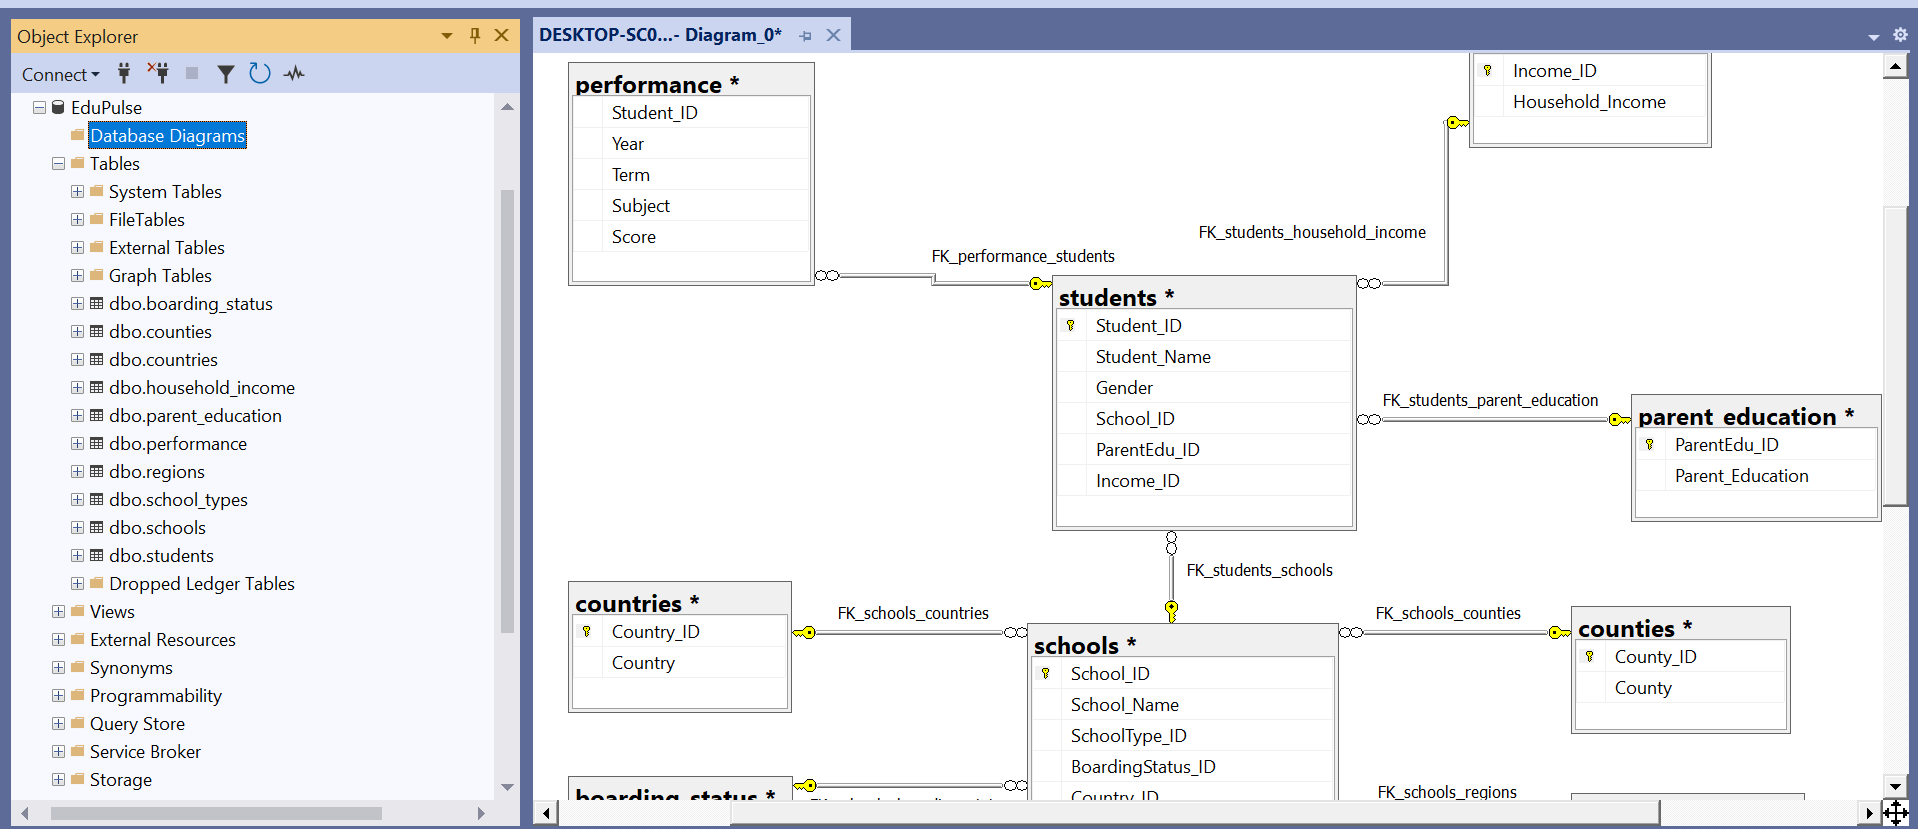 Object Explorer
Connect
EduPulse
Database Diagrams
Tables
System Tables
FileTables
External Tables
Graph Tables
dbo.boarding_status
dbo.counties
dbo.countries
dbo.household_income
dbo.parent_education
dbo.performance
dbo.regions
dbo.school_types
dbo.schools
dbo.students
Dropped Ledger Tables
Views
External Resources
Synonyms
Programmability
Query Store
Service Broker
Storage
DESKTOP-SC0...- Diagram_0*
performance *
Student_ID
Year
Term
Subject
Score
Income_ID
Household_Income
FK_students_household_income
FK_performance_students
students *
Student_ID
Student_Name
Gender
School_ID
ParentEdu_ID
Income_ID
FK_students_parent_education
parent_education *
ParentEdu_ID
Parent_Education
FK_students_schools
countries *
Country_ID
Country
FK_schools_countries
schools *
School_ID
School_Name
SchoolType_ID
BoardingStatus_ID
Country_ID
FK_schools_counties
counties *
County_ID
County
boarding_status *
FK_schools_regions